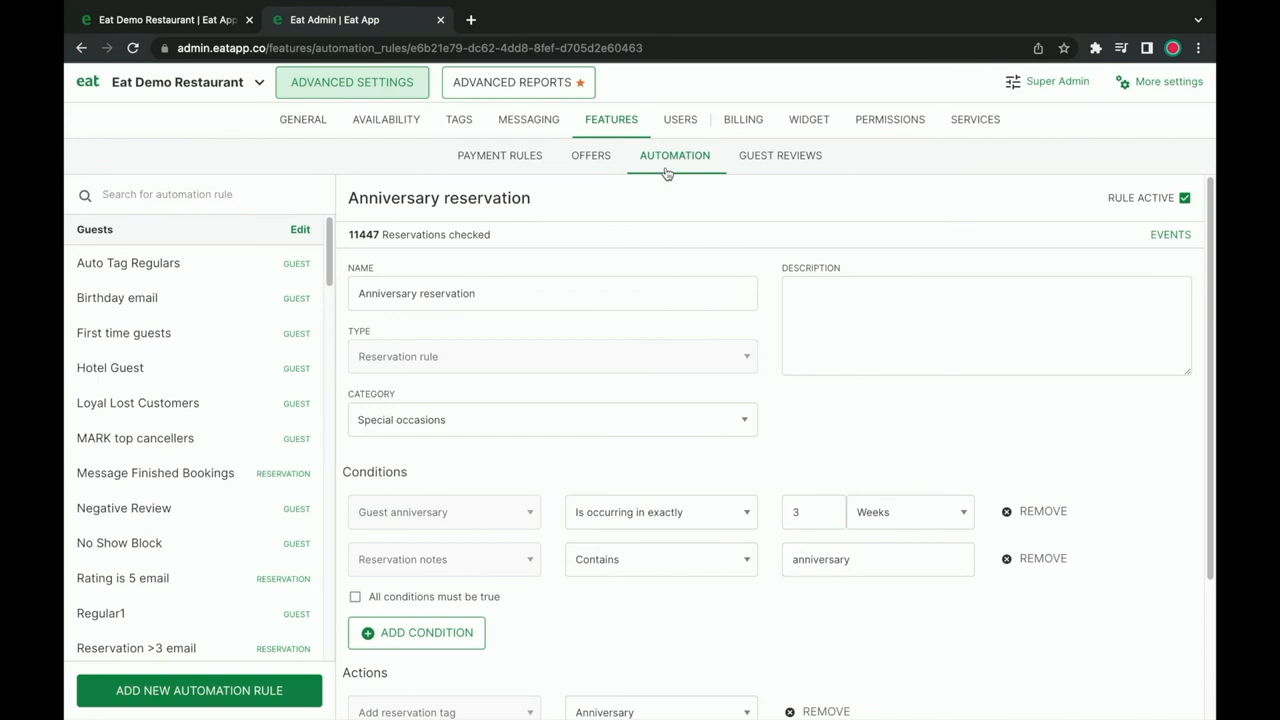 Eat Demo Restaurant | Eat App
Eat Admin | Eat App
admin.eatapp.co/features/automation_rules/e6b21e79-dc62-4dd8-8fef-d705d2e60463
eat Eat Demo Restaurant ADVANCED SETTINGS ADVANCED REPORTS Super Admin More settings
GENERAL AVAILABILITY TAGS MESSAGING FEATURES USERS BILLING WIDGET PERMISSIONS SERVICES
PAYMENT RULES OFFERS AUTOMATION GUEST REVIEWS
Search for automation rule
Guests Edit
Auto Tag Regulars GUEST
Birthday email GUEST
First time guests GUEST
Hotel Guest GUEST
Loyal Lost Customers GUEST
MARK top cancellers GUEST
Message Finished Bookings RESERVATION
Negative Review GUEST
No Show Block GUEST
Rating is 5 email RESERVATION
Regular1 GUEST
Reservation >3 email RESERVATION
ADD NEW AUTOMATION RULE
Anniversary reservation RULE ACTIVE
11447 Reservations checked EVENTS
NAME
Anniversary reservation
DESCRIPTION
TYPE
Reservation rule
CATEGORY
Special occasions
Conditions
Guest anniversary Is occurring in exactly 3 Weeks REMOVE
Reservation notes Contains anniversary REMOVE
All conditions must be true
ADD CONDITION
Actions
Add reservation tag Anniversary REMOVE